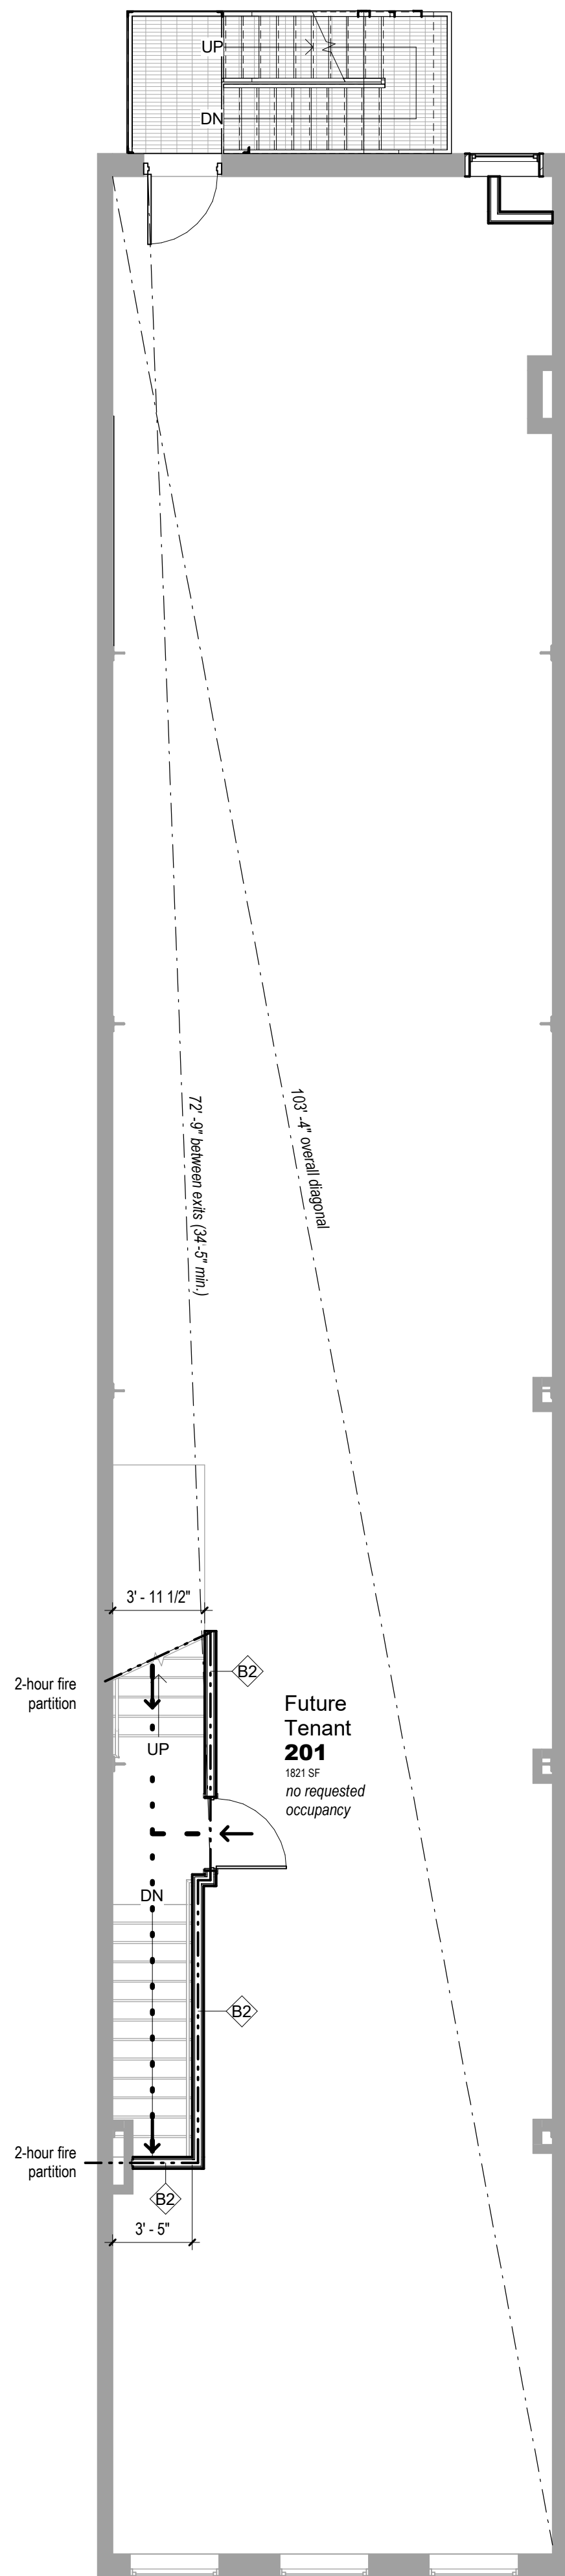 UP
DN
72' -9" between exits (34'-5" min.)
103' -4" overall diagonal
3' - 11 1/2"
2-hour fire
partition
B2
UP
Future
Tenant
201
1821 SF
no requested
occupancy
DN
B2
2-hour fire
partition
B2
3' - 5"